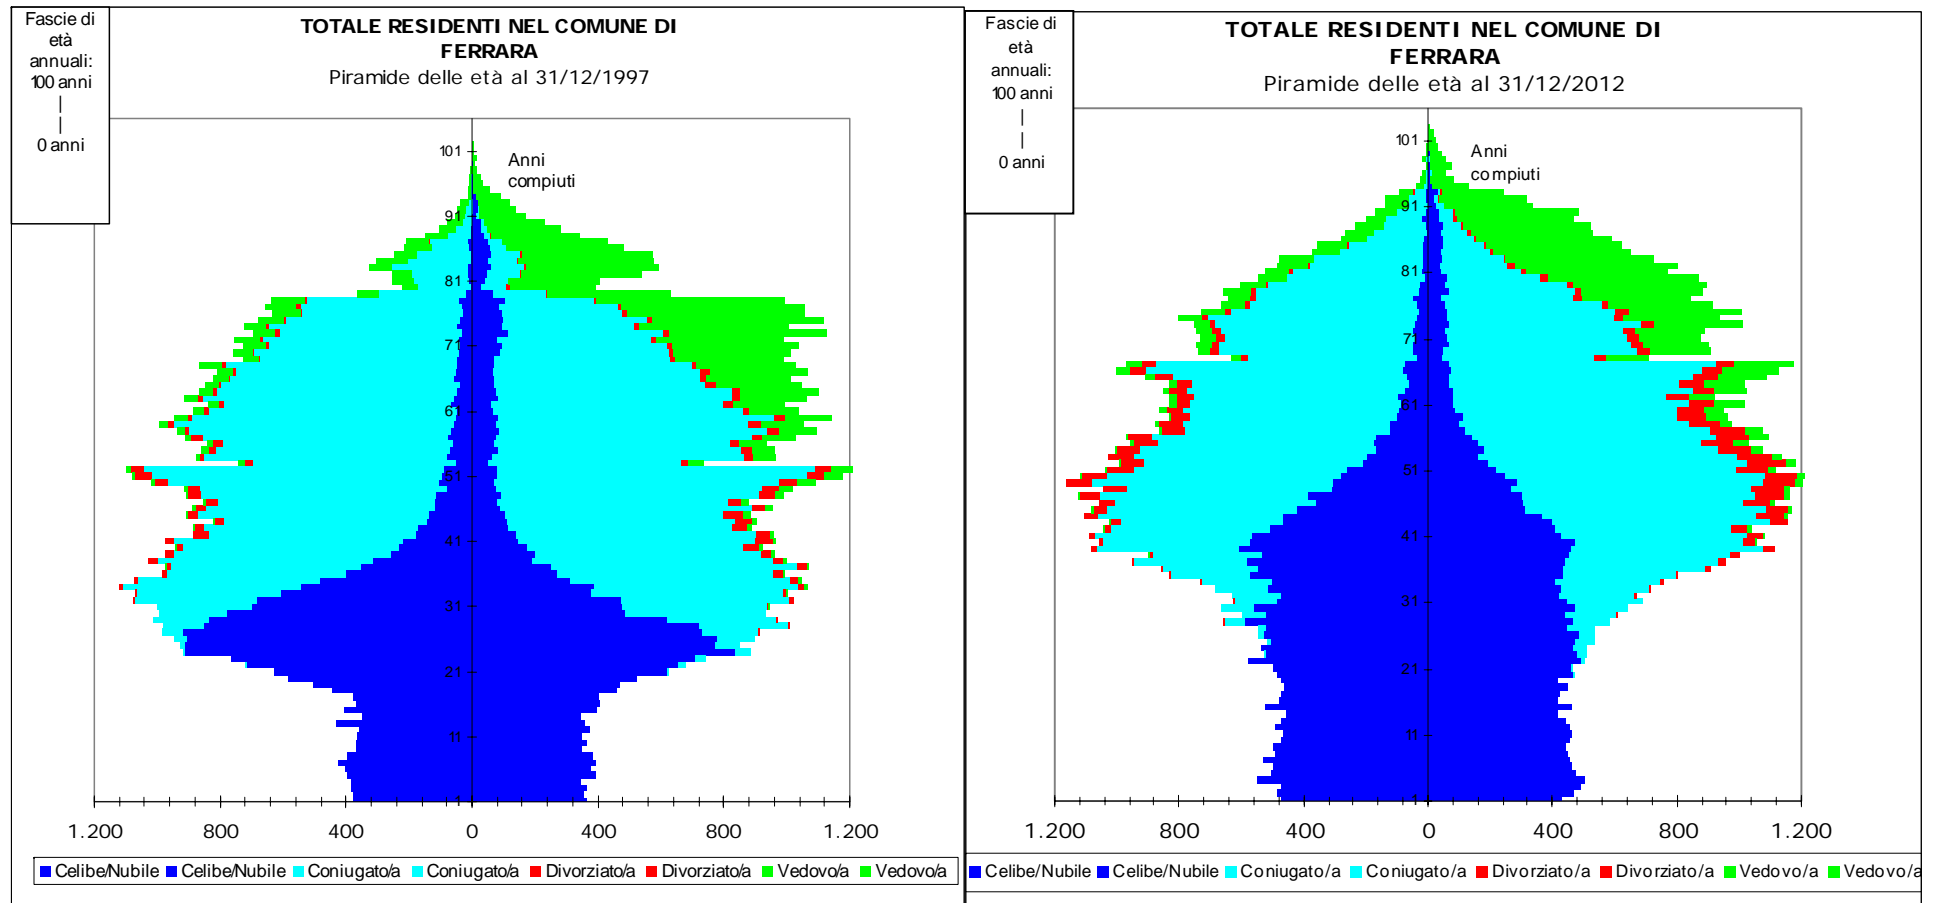 Fascie di
età
annuali:
100 anni
|
|
0 anni
TOTALE RESIDENTI NEL COMUNE DI
FERRARA
Piramide delle età al 31/12/1997
Anni
compiuti
101
91
81
71
61
51
41
31
21
11
1.200 800 400 0 400 800 1.200
Celibe/Nubile Celibe/Nubile Coniugato/a Coniugato/a Divorziato/a Divorziato/a Vedovo/a Vedovo/a
Fascie di
età
annuali:
100 anni
|
|
0 anni
TOTALE RESIDENTI NEL COMUNE DI
FERRARA
Piramide delle età al 31/12/2012
Anni
compiuti
101
91
81
71
61
51
41
31
21
11
1.200 800 400 0 400 800 1.200
Celibe/Nubile Celibe/Nubile Coniugato/a Coniugato/a Divorziato/a Divorziato/a Vedovo/a Vedovo/a